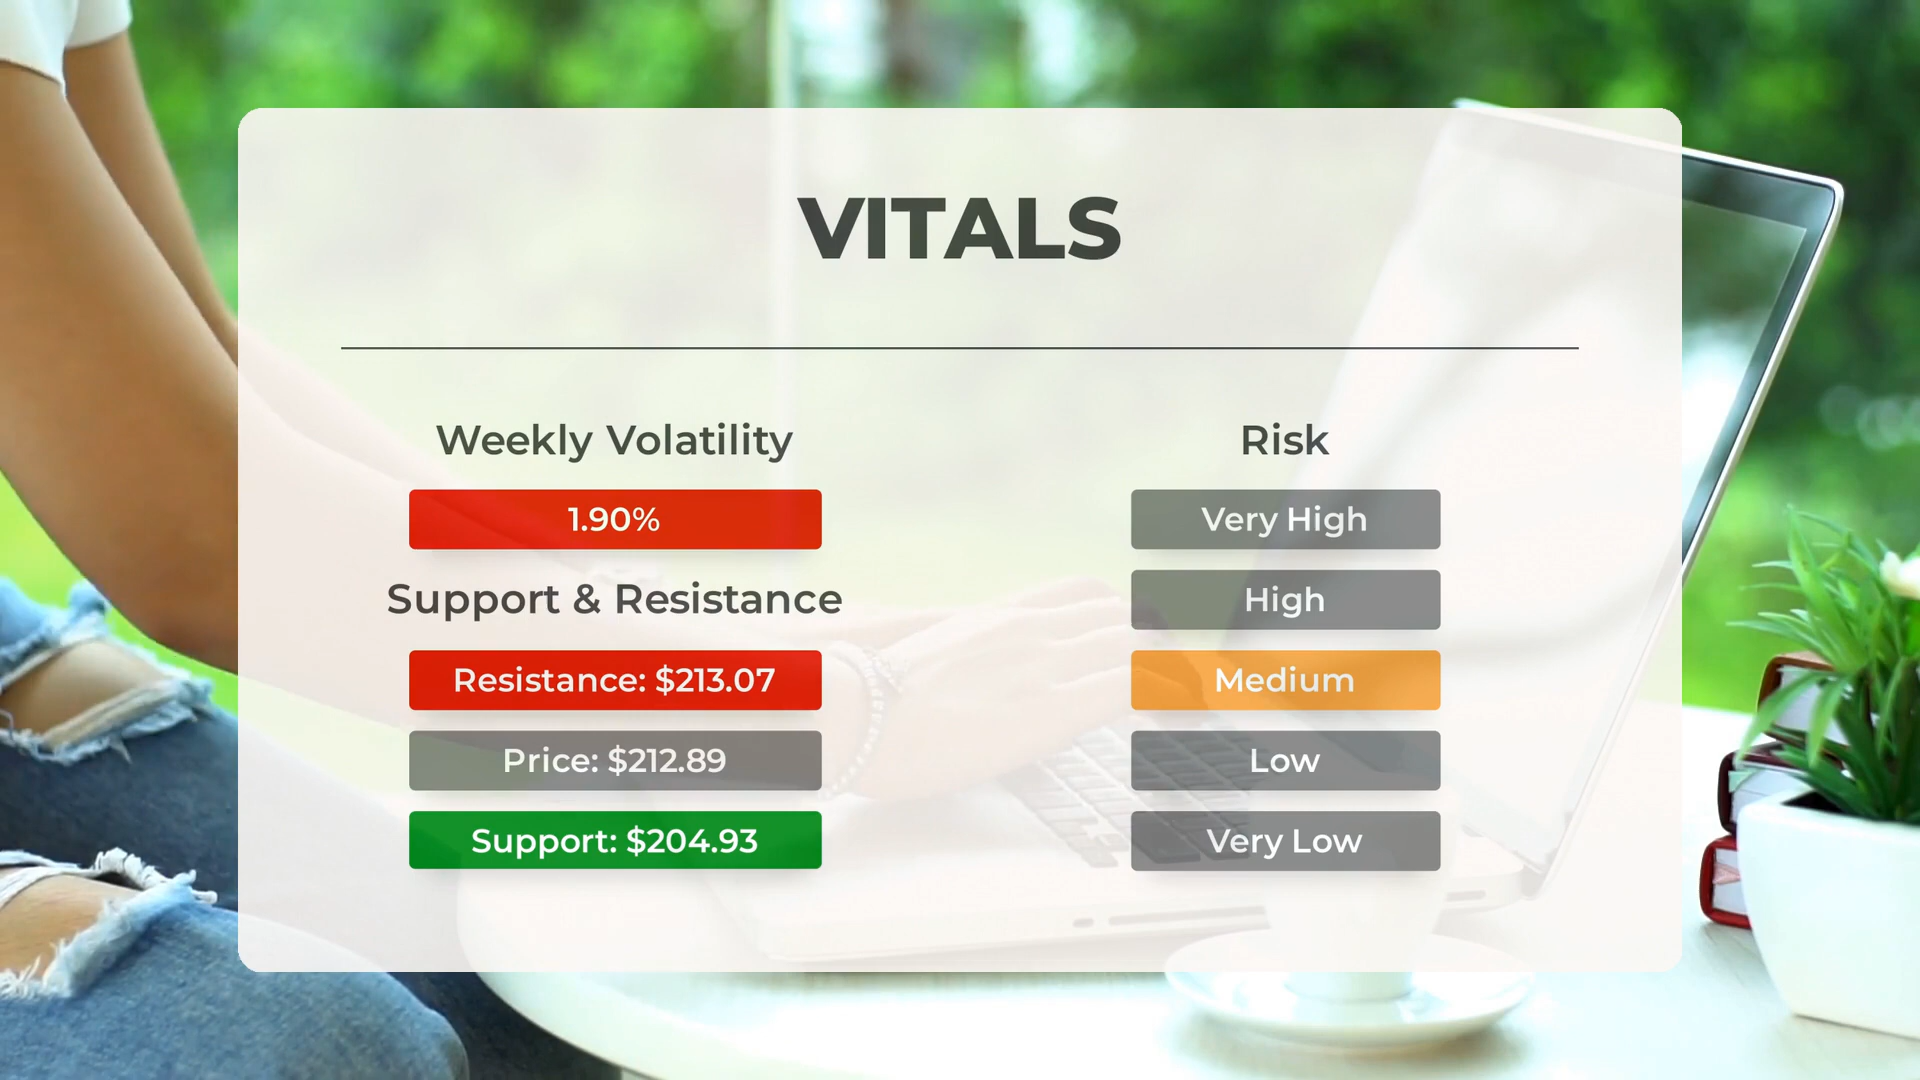 VITALS
Weekly Volatility
1.90%
Support & Resistance
Resistance: $213.07
Price: $212.89
Support: $204.93
Risk
Very High
High
Medium
Low
Very Low